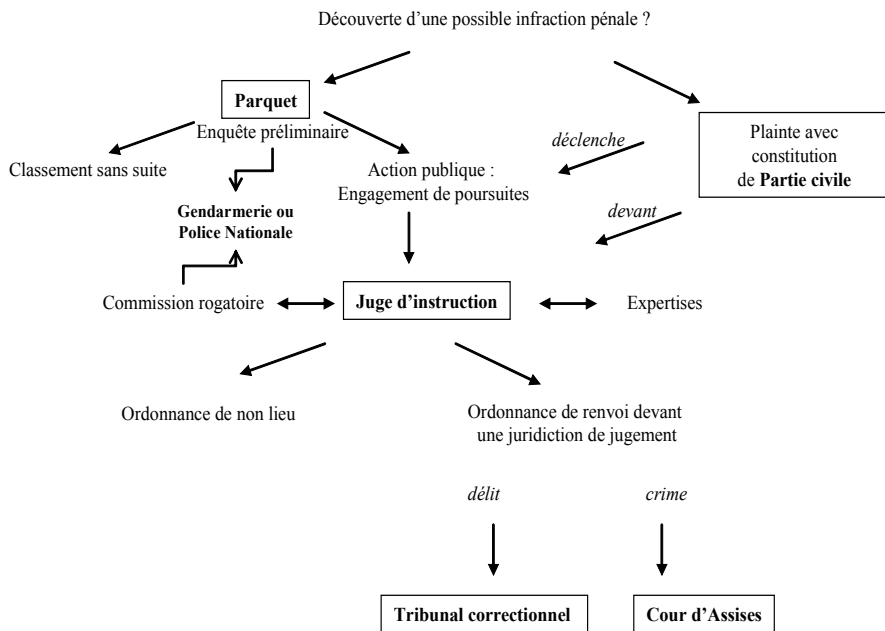 Découverte d'une possible infraction pénale ?
Parquet
Enquête préliminaire
Classement sans suite
Action publique :
Engagement de poursuites
déclenche
Plainte avec
constitution
de Partie civile
Gendarmerie ou
Police Nationale
devant
Commission rogatoire
Juge d'instruction
Expertises
Ordonnance de non lieu
Ordonnance de renvoi devant
une juridiction de jugement
délit
crime
Tribunal correctionnel
Cour d'Assises